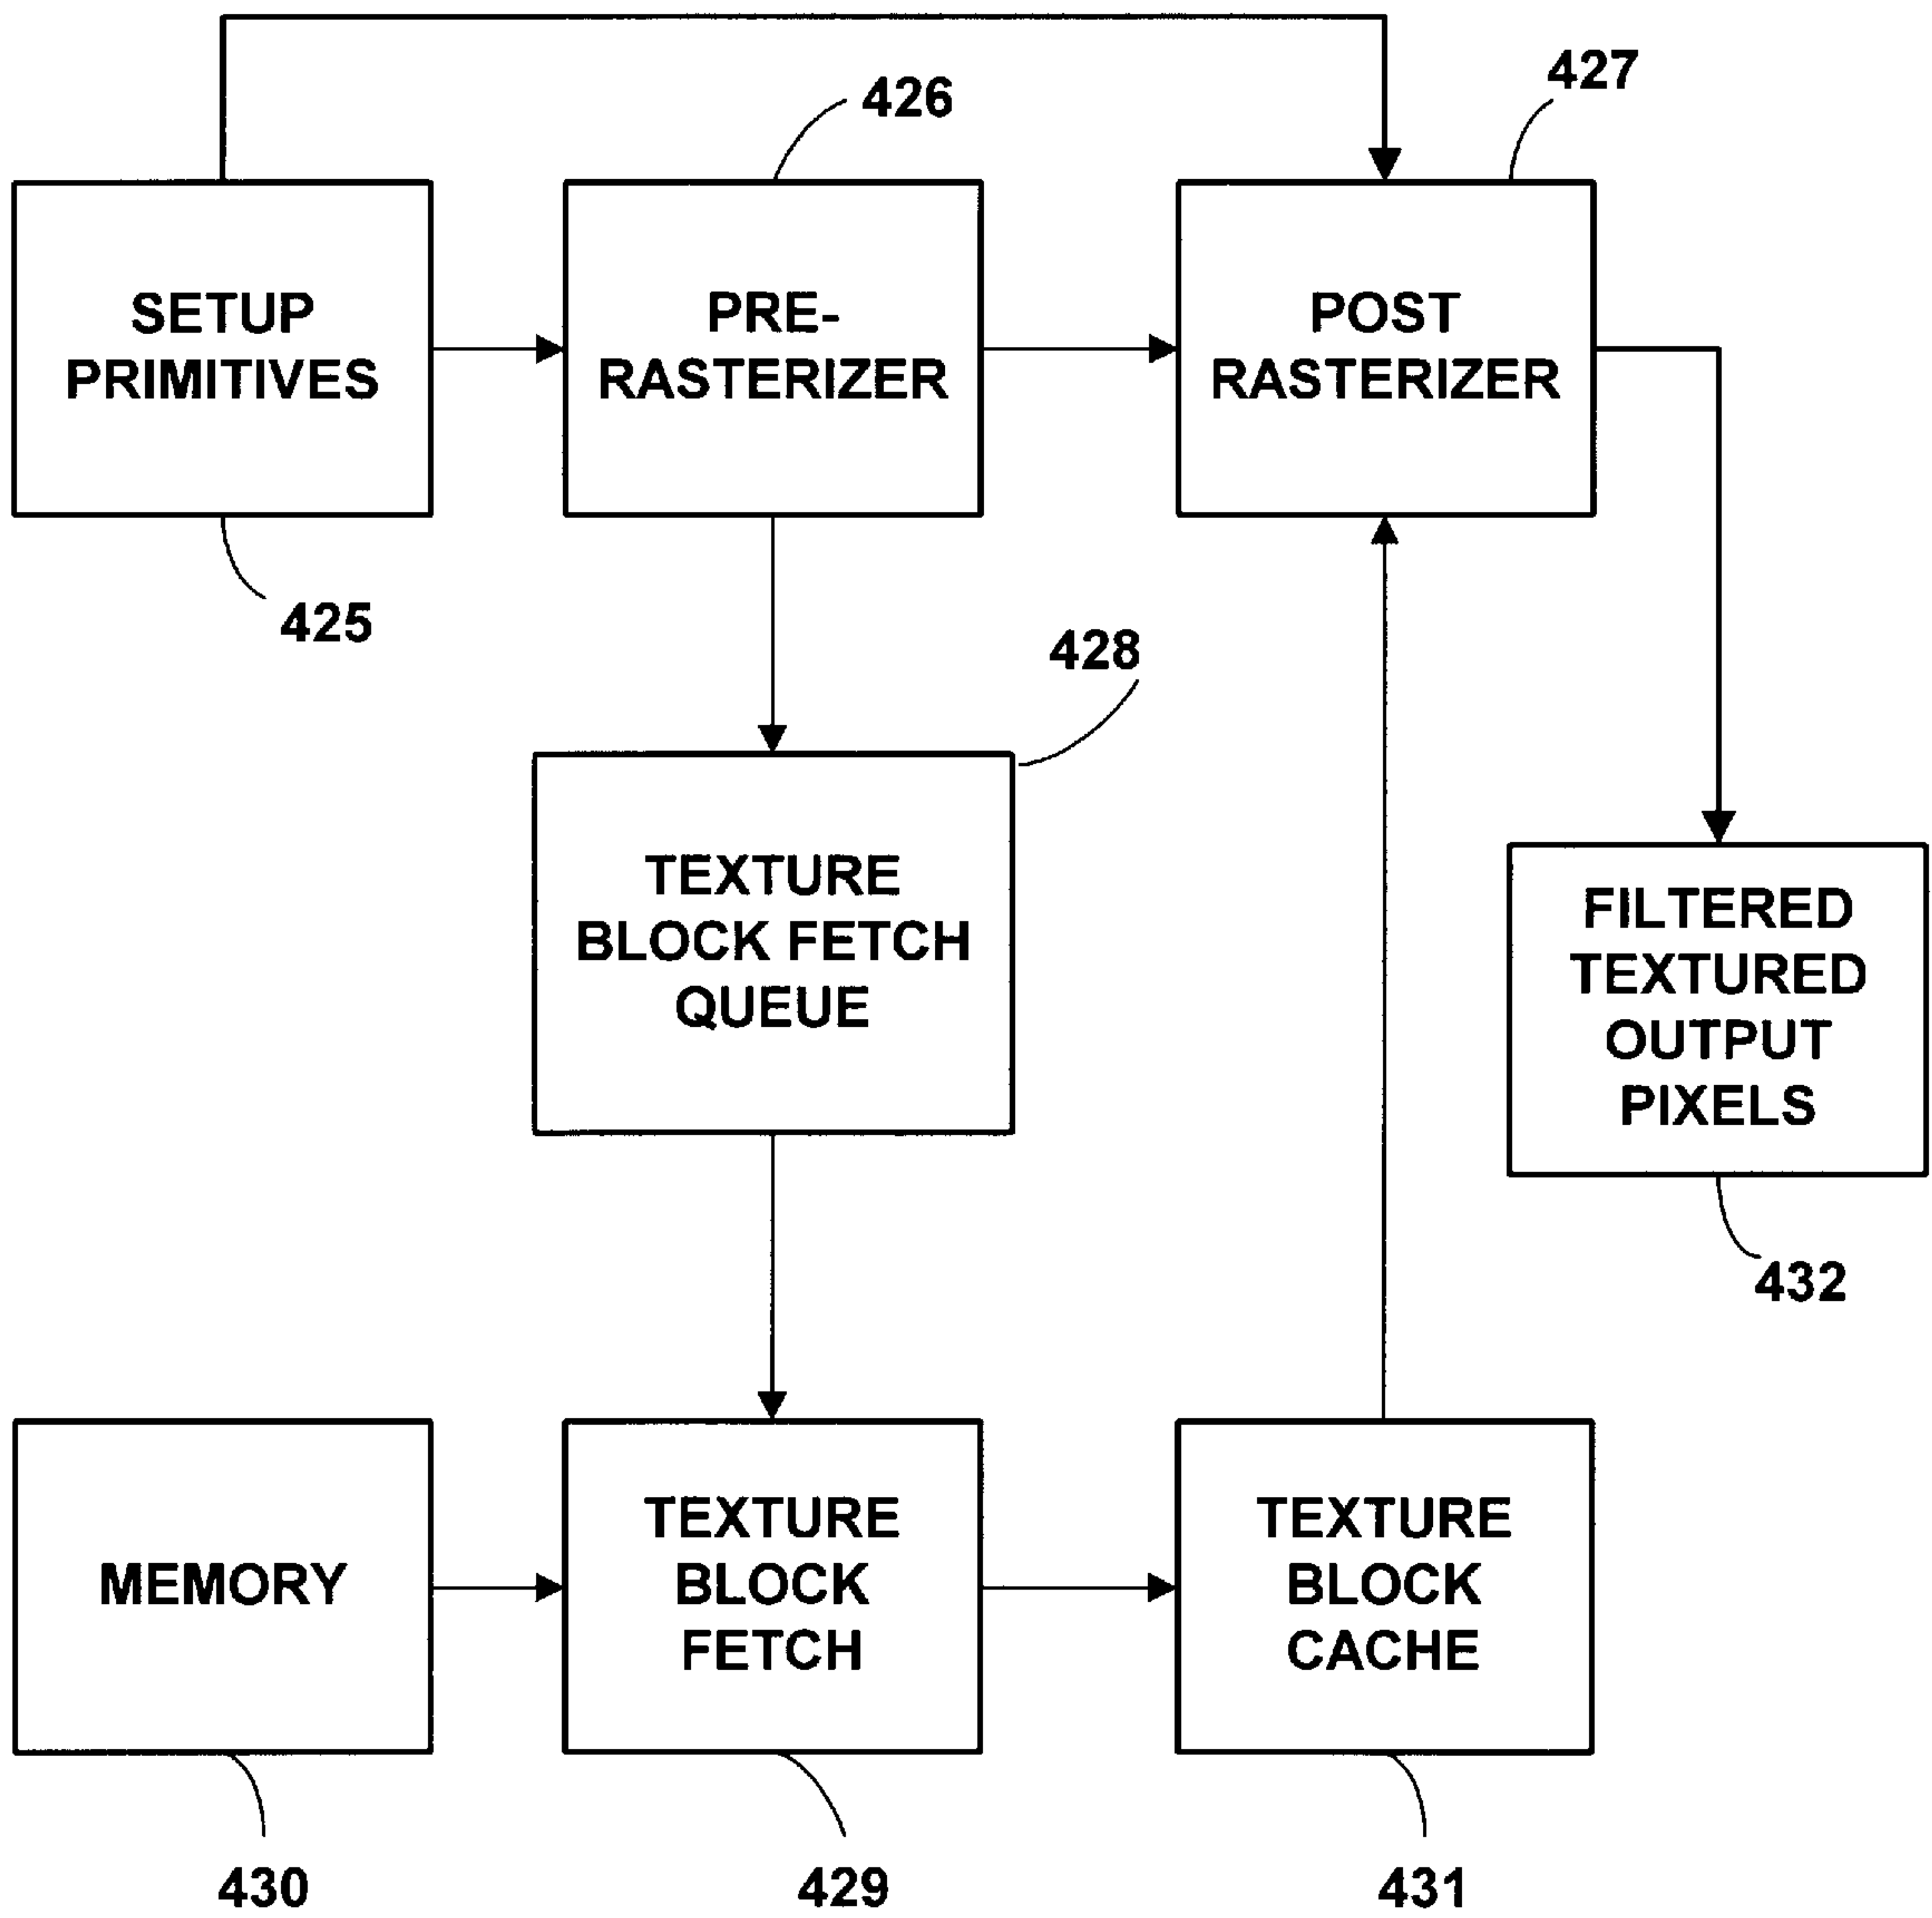 426
427
SETUP
PRIMITIVES
PRE-
RASTERIZER
POST
RASTERIZER
425
428
TEXTURE
BLOCK FETCH
QUEUE
FILTERED
TEXTURED
OUTPUT
PIXELS
432
MEMORY
TEXTURE
BLOCK
FETCH
TEXTURE
BLOCK
CACHE
430
429
431